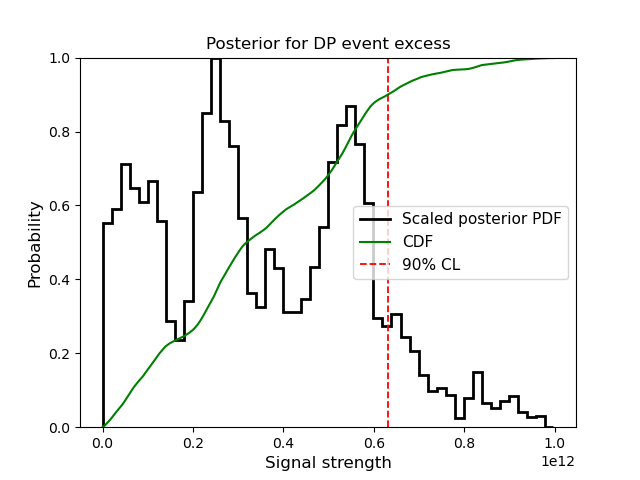 Posterior for DP event excess
1.0
0.8
0.6
0.4
0.2
0.0
Probability
Scaled posterior PDF
CDF
90% CL
0.0 0.2 0.4 0.6 0.8 1.0
1e12
Signal strength